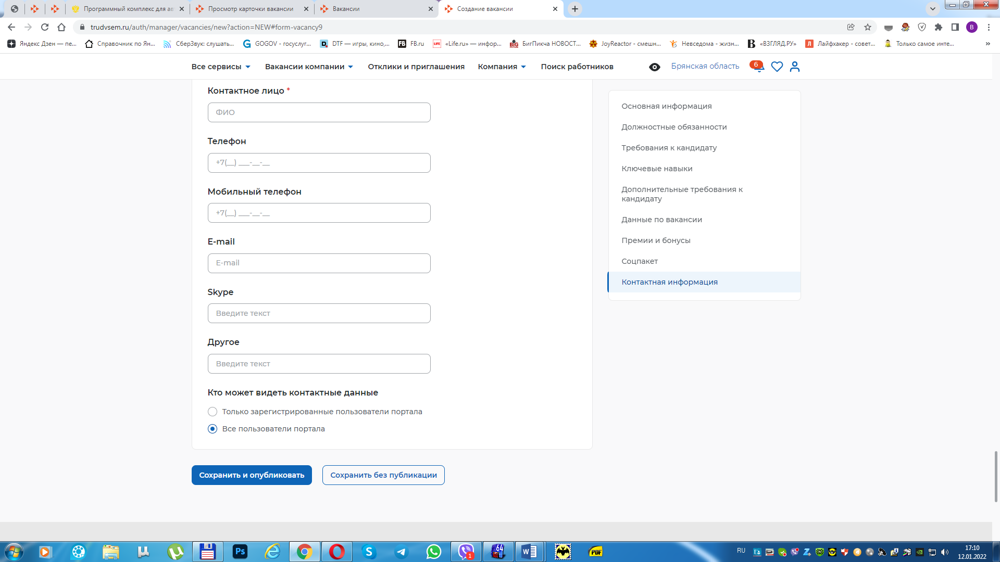 Программный комплекс для ав
Просмотр карточки вакансии
Вакансии
Создание вакансии
trudvsem.ru/auth/manager/vacancies/new?action=NEW#form-vacancy9
B
Яндекс Дзен — пе...
Справочник по Ян...
СберЗвук: слушать...
GOGOV - госуслуг...
DTF — игры, кино,...
FB.ru
«Life.ru» — инфор...
БигПикча НОВОСТ...
JoyReactor - смешн...
Невседома - жизн...
«ВЗГЛЯД.РУ»
Лайфхакер - совет...
Только самое инте...
Все сервисы
Вакансии компании
Отклики и приглашения
Компания
Поиск работников
Брянская область
6
Контактное лицо *
ФИО
Телефон
+7(__) ___-__-__
Мобильный телефон
+7(__) ___-__-__
E-mail
E-mail
Skype
Введите текст
Другое
Введите текст
Кто может видеть контактные данные
Только зарегистрированные пользователи портала
Все пользователи портала
Сохранить и опубликовать
Сохранить без публикации
Основная информация
Должностные обязанности
Требования к кандидату
Ключевые навыки
Дополнительные требования к
кандидату
Данные по вакансии
Премии и бонусы
Соцпакет
Контактная информация
RU
17:10
12.01.2022